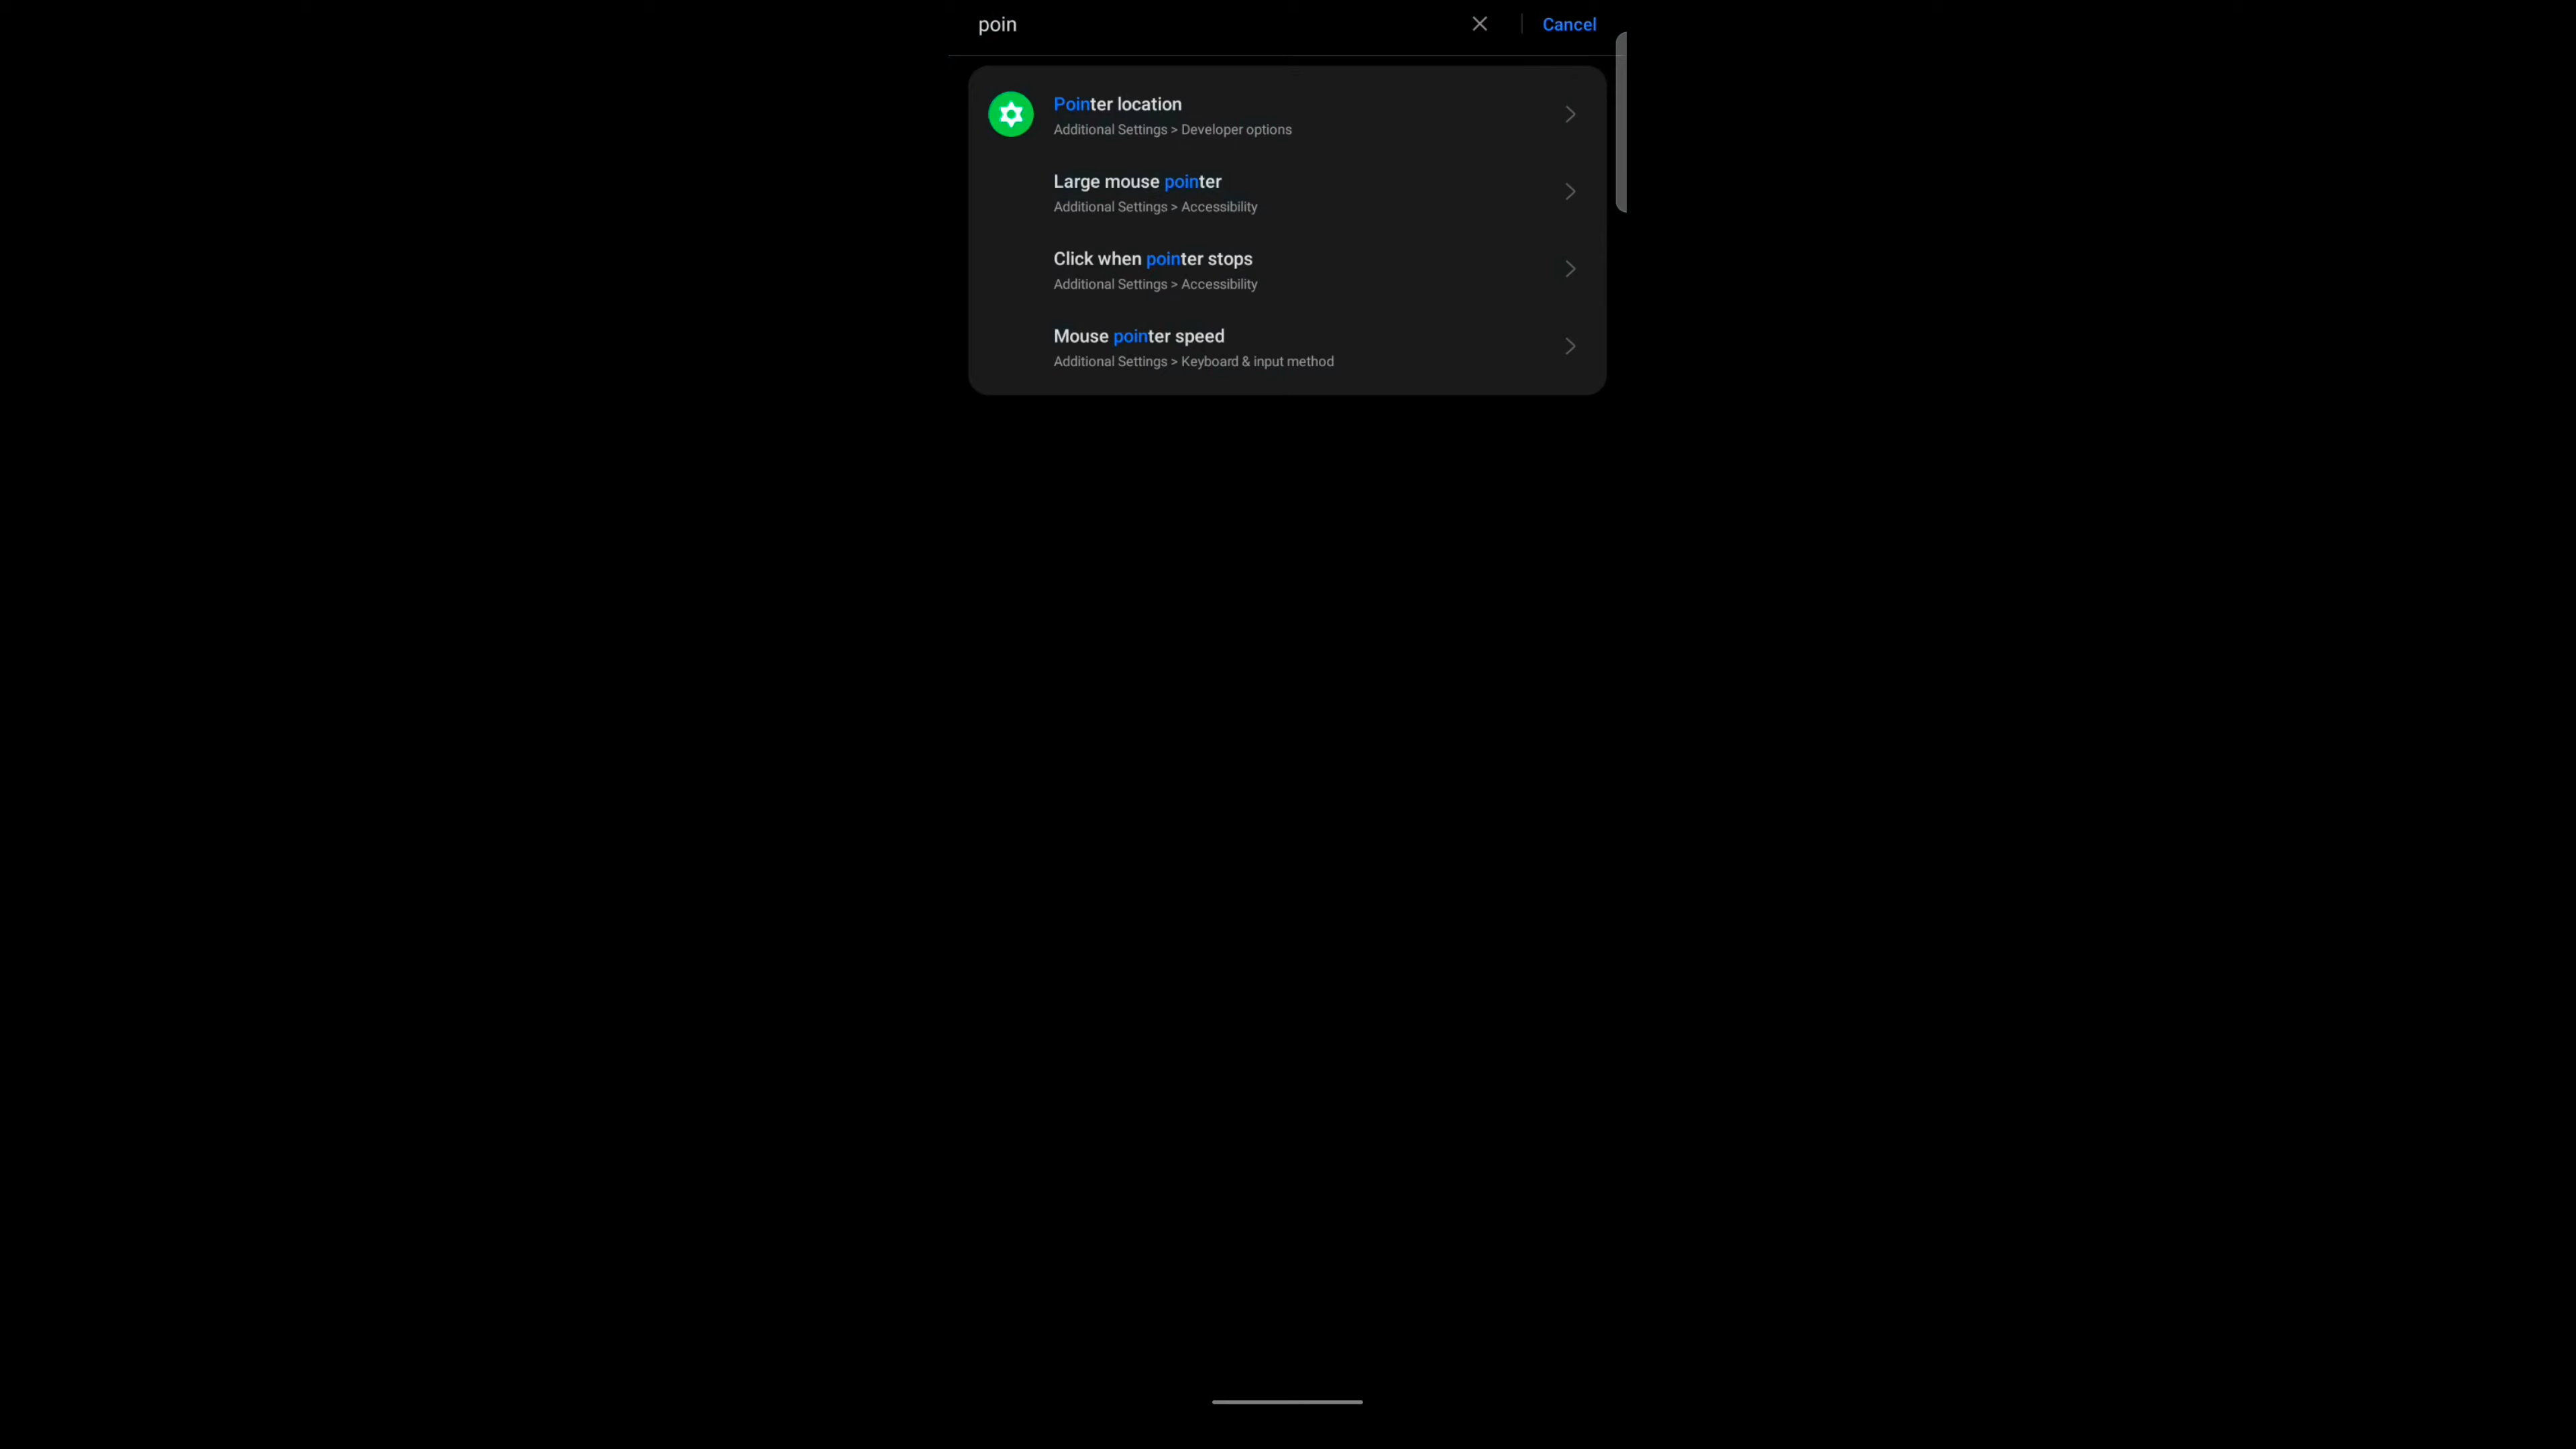 poin
Cancel
Pointer location
Additional Settings > Developer options
Large mouse pointer
Additional Settings > Accessibility
Click when pointer stops
Additional Settings > Accessibility
Mouse pointer speed
Additional Settings > Keyboard & input method